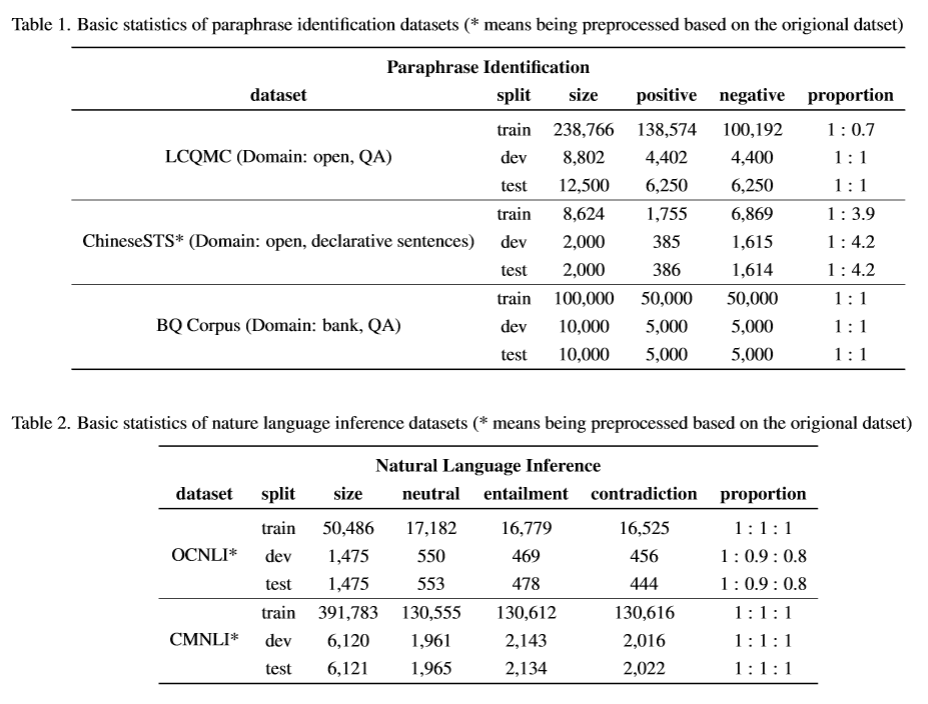 Table 1. Basic statistics of paraphrase identification datasets (* means being preprocessed based on the origional datset)
Paraphrase Identification
dataset split size positive negative proportion
train 238,766 138,574 100,192 1 : 0.7
LCQMC (Domain: open, QA) dev 8,802 4,402 4,400 1 : 1
test 12,500 6,250 6,250 1 : 1
train 8,624 1,755 6,869 1 : 3.9
ChineseSTS* (Domain: open, declarative sentences) dev 2,000 385 1,615 1 : 4.2
test 2,000 386 1,614 1 : 4.2
train 100,000 50,000 50,000 1 : 1
BQ Corpus (Domain: bank, QA) dev 10,000 5,000 5,000 1 : 1
test 10,000 5,000 5,000 1 : 1
Table 2. Basic statistics of nature language inference datasets (* means being preprocessed based on the origional datset)
Natural Language Inference
dataset split size neutral entailment contradiction proportion
train 50,486 17,182 16,779 16,525 1 : 1 : 1
OCNLI* dev 1,475 550 469 456 1 : 0.9 : 0.8
test 1,475 553 478 444 1 : 0.9 : 0.8
train 391,783 130,555 130,612 130,616 1 : 1 : 1
CMNLI* dev 6,120 1,961 2,143 2,016 1 : 1 : 1
test 6,121 1,965 2,134 2,022 1 : 1 : 1